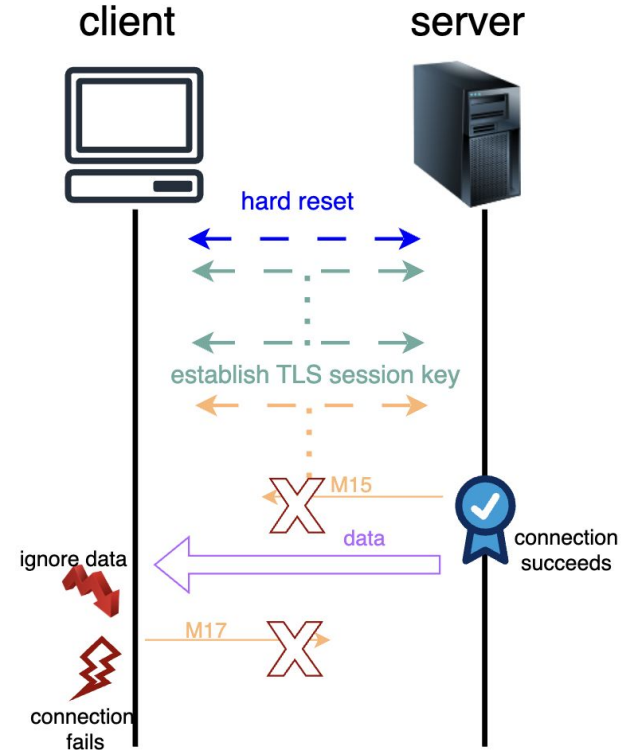 client
server
hard reset
establish TLS session key
M15
connection
succeeds
data
ignore data
M17
connection
fails